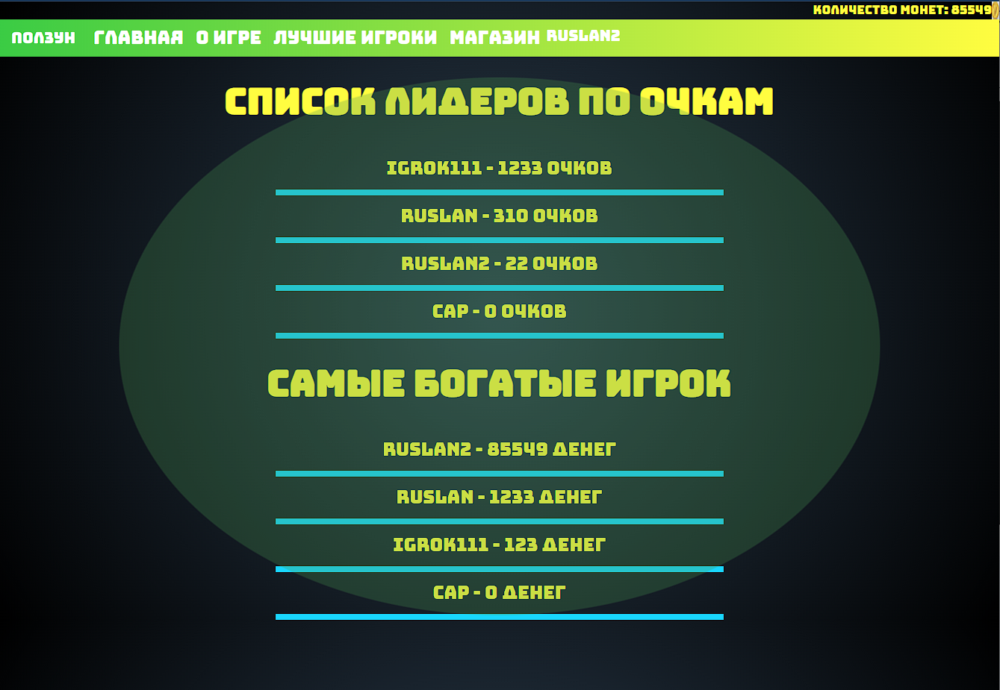 КОЛИЧЕСТВО МОНЕТ: 85549
ПОЛЗУН ГЛАВНАЯ О ИГРЕ ЛУЧШИЕ ИГРОКИ МАГАЗИН RUSLAN2
СПИСОК ЛИДЕРОВ ПО ОЧКАМ
IGROK111 - 1233 ОЧКОВ
RUSLAN - 310 ОЧКОВ
RUSLAN2 - 22 ОЧКОВ
CAP - 0 ОЧКОВ
САМЫЕ БОГАТЫЕ ИГРОК
RUSLAN2 - 85549 ДЕНЕГ
RUSLAN - 1233 ДЕНЕГ
IGROK111 - 123 ДЕНЕГ
CAP - 0 ДЕНЕГ